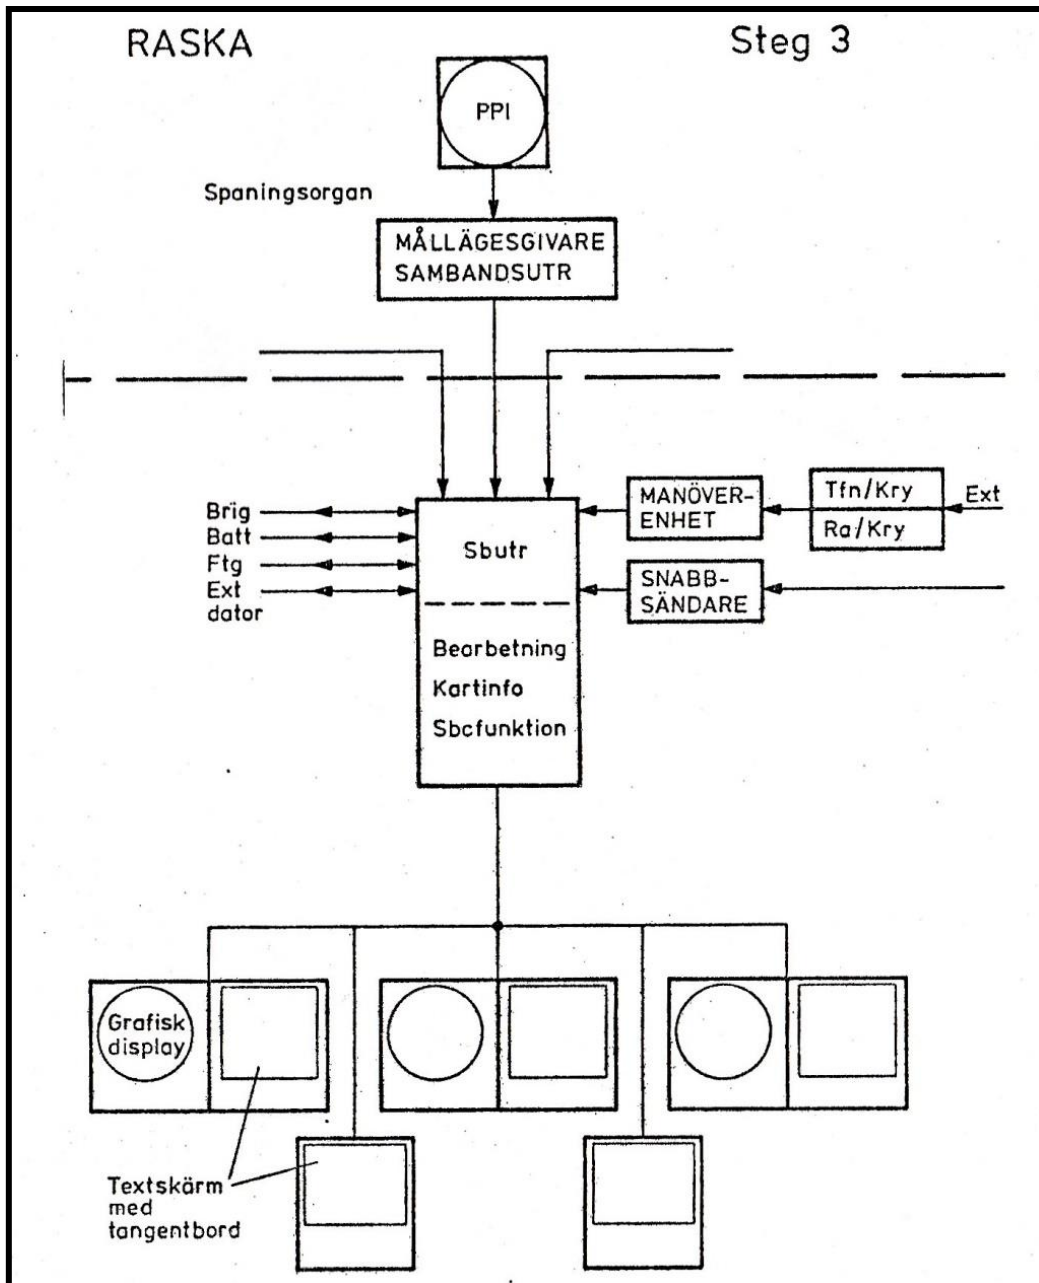 RASKA
Steg 3
PPI
Spaningsorgan
MÅLLÄGESGIVARE
SAMBANDSUTR
Brig
Batt
Ftg
Ext
dator
Sbutr
Bearbetning
Kartinfo
Sbcfunktion
MANÖVER-
ENHET
Tfn/Kry
Ra/Kry
Ext
SNABB-
SÄNDARE
Grafisk
display
Textskärm
med
tangentbord